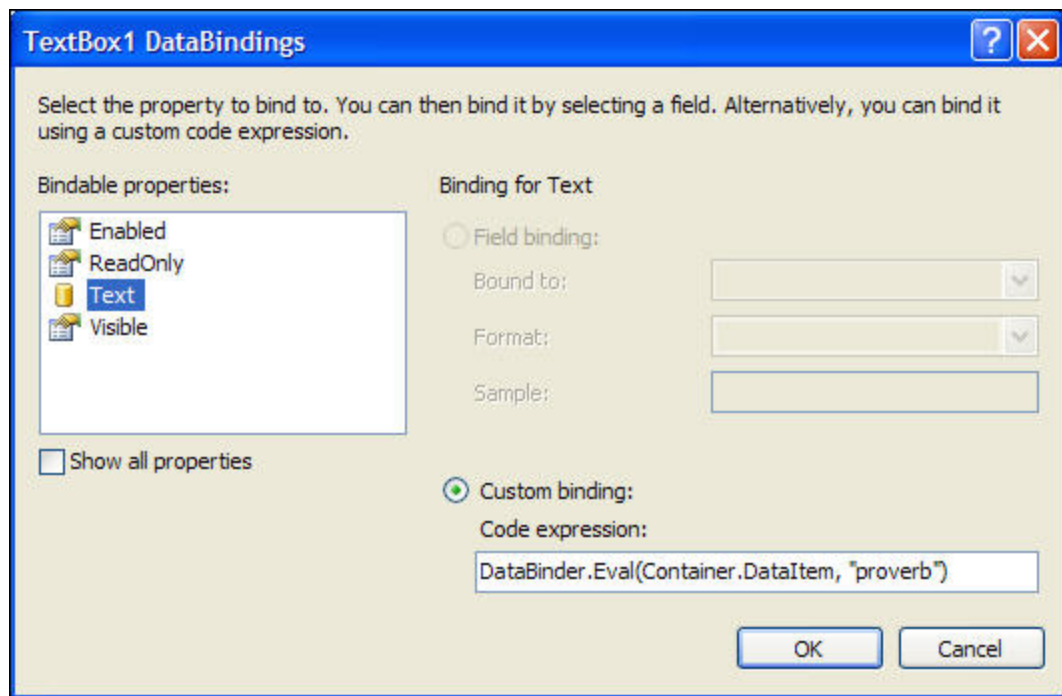 TextBox1 DataBindings
Select the property to bind to. You can then bind it by selecting a field. Alternatively, you can bind it
using a custom code expression.
Bindable properties:
Enabled
ReadOnly
Text
Visible
Show all properties
Binding for Text
Field binding:
Bound to:
Format:
Sample:
Custom binding:
Code expression:
DataBinder.Eval(Container.DataItem, "proverb")
OK
Cancel